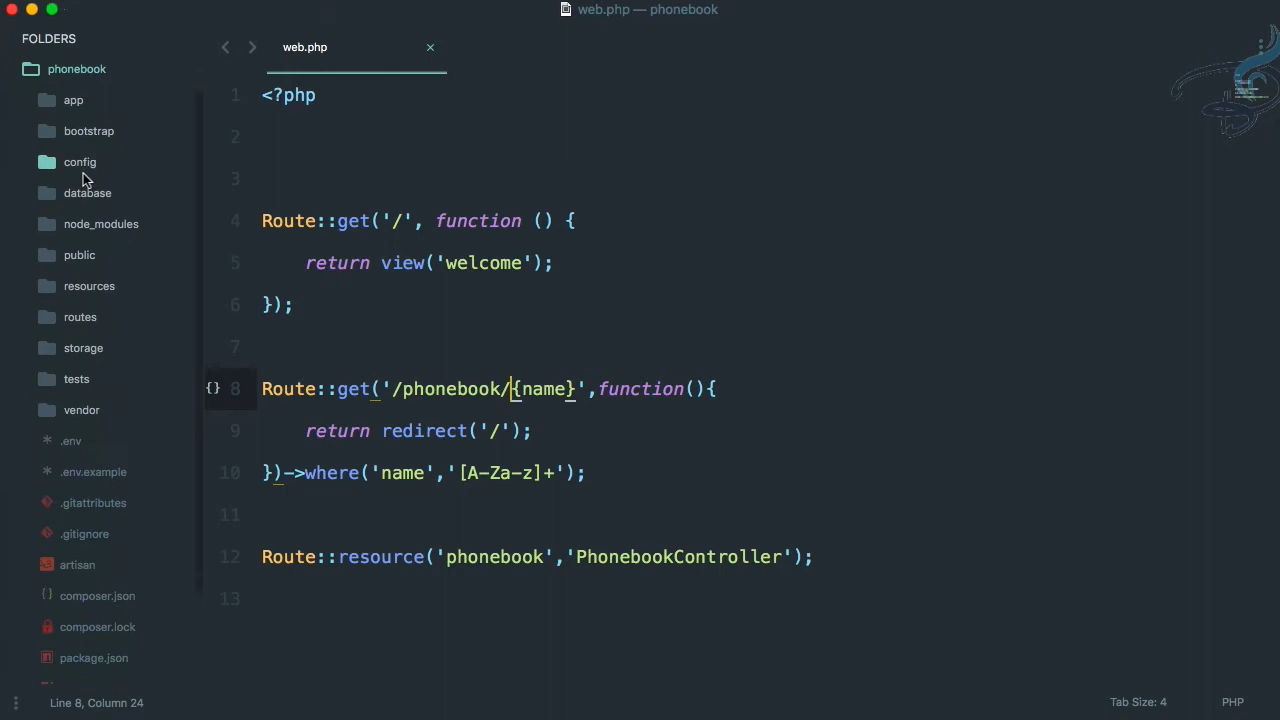 web.php — phonebook
FOLDERS
phonebook
app
bootstrap
config
database
node_modules
public
resources
routes
storage
tests
vendor
.env
.env.example
.gitattributes
.gitignore
artisan
composer.json
composer.lock
package.json
web.php ×
1 <?php
2
3
4 Route::get('/', function () {
5     return view('welcome');
6 });
7
{} 8 Route::get('/phonebook/{name}',function(){
9     return redirect('/');
10 })->where('name','[A-Za-z]+');
11
12 Route::resource('phonebook','PhonebookController');
13
Line 8, Column 24
Tab Size: 4
PHP